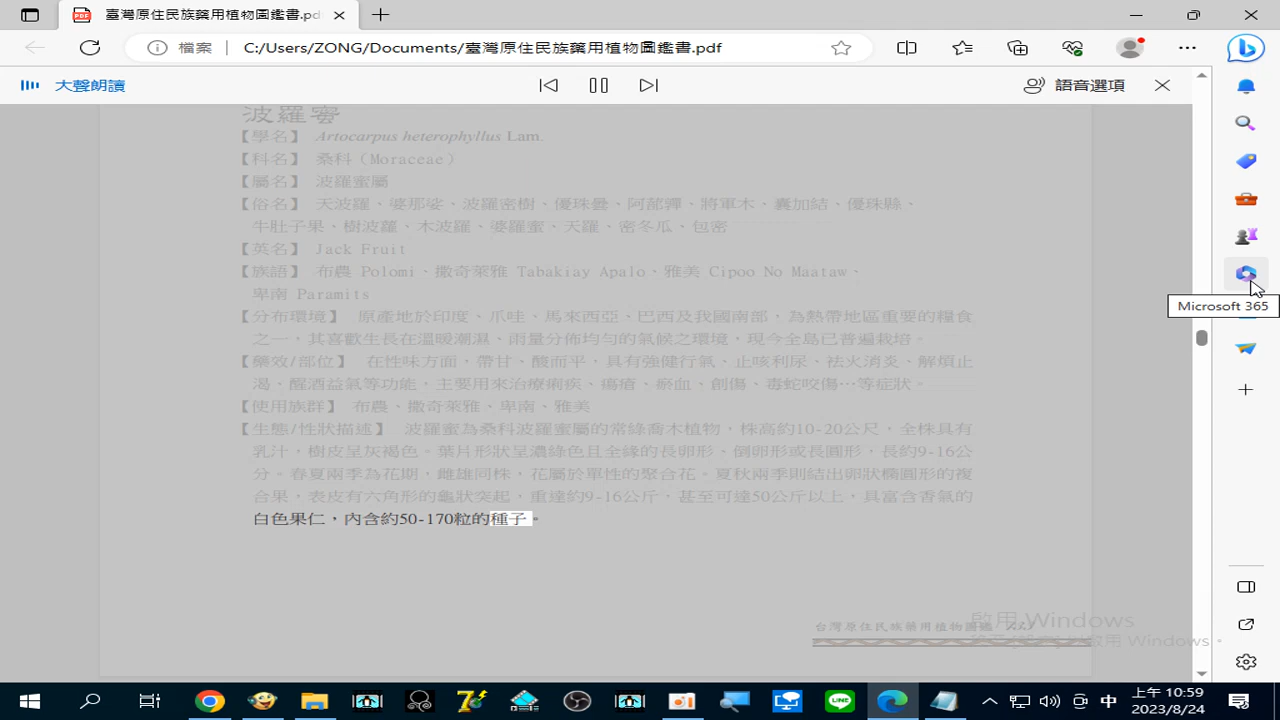 臺灣原住民族藥用植物圖鑑書.pdf
檔案
C:/Users/ZONG/Documents/臺灣原住民族藥用植物圖鑑書.pdf
大聲朗讀
語音選項
波羅蜜
【學名】 Artocarpus heterophyllus Lam.
【科名】 桑科（Moraceae）
【屬名】 波羅蜜屬
【俗名】 天波羅、婆那娑、波羅密樹、優珠曇、阿蔀嚲、將軍木、囊加結、優珠縣、
牛肚子果、樹波蘿、木波羅、婆羅蜜、天羅、密冬瓜、包密
【英名】 Jack Fruit
【族語】 布農 Polomi、撒奇萊雅 Tabakiay Apalo、雅美 Cipoo No Maataw、
卑南 Paramits
【分布環境】 原產地於印度、爪哇、馬來西亞、巴西及我國南部，為熱帶地區重要的糧食
之一，其喜歡生長在溫暖潮濕、雨量分佈均勻的氣候之環境，現今全島已普遍栽培。
【藥效/部位】 在性味方面，帶甘、酸而平，具有強健行氣、止咳利尿、祛火消炎、解煩止
渴、醒酒益氣等功能，主要用來治療痢疾、瘍瘡、瘀血、創傷、毒蛇咬傷…等症狀。
【使用族群】 布農、撒奇萊雅、卑南、雅美
【生態/性狀描述】 波羅蜜為桑科波羅蜜屬的常綠喬木植物，株高約10-20公尺，全株具有
乳汁，樹皮呈灰褐色。葉片形狀呈濃綠色且全緣的長卵形、倒卵形或長圓形，長約9-16公
分。春夏兩季為花期，雌雄同株，花屬於單性的聚合花。夏秋兩季則結出卵狀橢圓形的複
合果，表皮有六角形的龜狀突起，重達約9-16公斤，甚至可達50公斤以上，具富含香氣的
白色果仁，內含約50-170粒的種子。
台灣原住民族藥用植物圖鑑
啟用 Windows
Microsoft 365
中
上午 10:59
2023/8/24